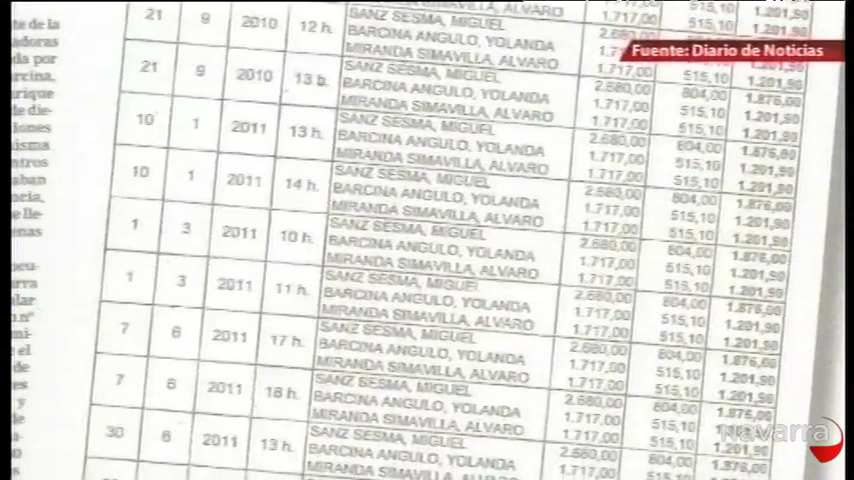 SANZ SESMA, MIGUEL
21 9 2010 12 h. BARCINA ANGULO, YOLANDA
MIRANDA SIMAVILLA, ALVARO 1.717,00 515,10 1.201,90
SANZ SESMA, MIGUEL 2.680,00 804,00 1.876,00
21 9 2010 13 h. BARCINA ANGULO, YOLANDA 1.717,00 515,10 1.201,90
MIRANDA SIMAVILLA, ALVARO 1.717,00 515,10 1.201,90
SANZ SESMA, MIGUEL 2.680,00 804,00 1.876,00
10 1 2011 13 h. BARCINA ANGULO, YOLANDA 1.717,00 515,10 1.201,90
MIRANDA SIMAVILLA, ALVARO 1.717,00 515,10 1.201,90
SANZ SESMA, MIGUEL 2.680,00 804,00 1.876,00
10 1 2011 14 h. BARCINA ANGULO, YOLANDA 1.717,00 515,10 1.201,90
MIRANDA SIMAVILLA, ALVARO 1.717,00 515,10 1.201,90
SANZ SESMA, MIGUEL 2.680,00 804,00 1.876,00
1 3 2011 10 h. BARCINA ANGULO, YOLANDA 1.717,00 515,10 1.201,90
MIRANDA SIMAVILLA, ALVARO 1.717,00 515,10 1.201,90
SANZ SESMA, MIGUEL 2.680,00 804,00 1.876,00
1 3 2011 11 h. BARCINA ANGULO, YOLANDA 1.717,00 515,10 1.201,90
MIRANDA SIMAVILLA, ALVARO 1.717,00 515,10 1.201,90
SANZ SESMA, MIGUEL 2.680,00 804,00 1.876,00
7 6 2011 17 h. BARCINA ANGULO, YOLANDA 1.717,00 515,10 1.201,90
MIRANDA SIMAVILLA, ALVARO 1.717,00 515,10 1.201,90
SANZ SESMA, MIGUEL 2.680,00 804,00 1.876,00
7 6 2011 18 h. BARCINA ANGULO, YOLANDA 1.717,00 515,10
MIRANDA SIMAVILLA, ALVARO 1.717,00 515,10
SANZ SESMA, MIGUEL 2.680,00 804,00 1.876,00
30 6 2011 13 h. BARCINA ANGULO, YOLANDA 1.717,00 515,10 1.201,90
MIRANDA SIMAVILLA, ALVARO
Fuente: Diario de Noticias
Navarra